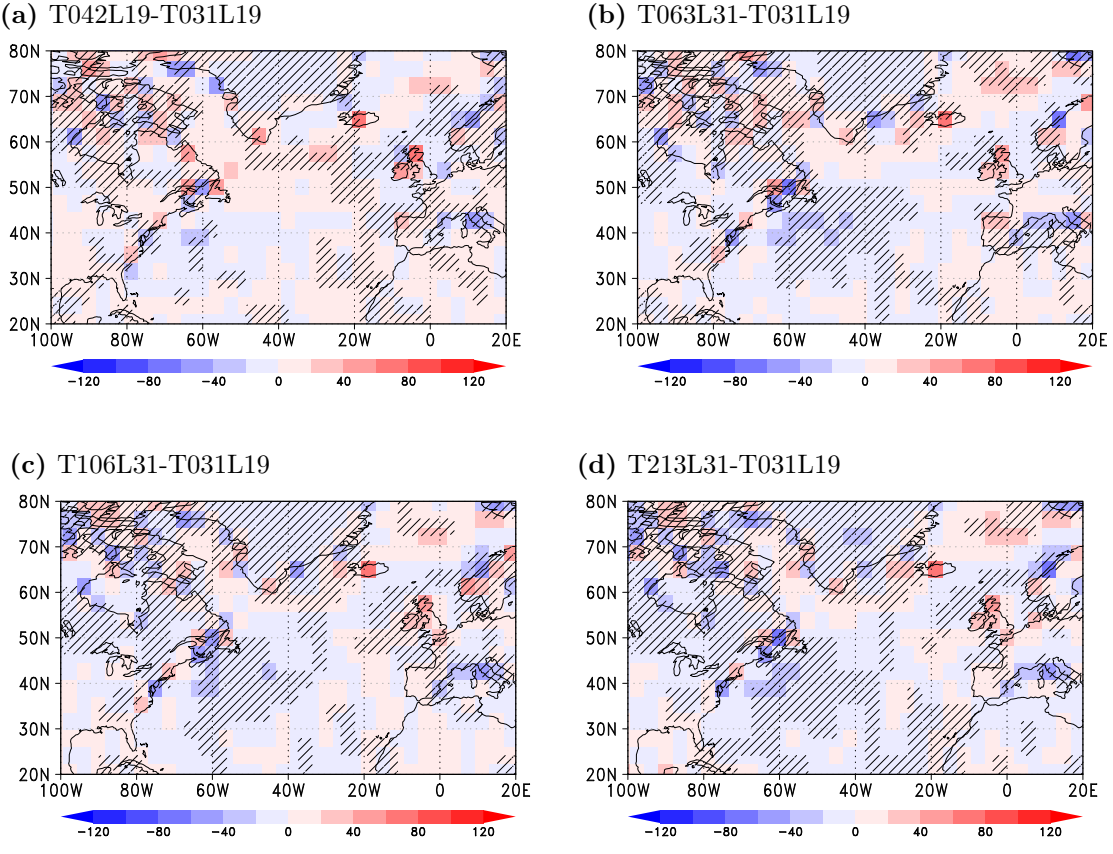 (a) T042L19-T031L19
(b) T063L31-T031L19
80N
70N
60N
50N
40N
30N
20N
100W 80W 60W 40W 20W 0 20E
−120 −80 −40 0 40 80 120
80N
70N
60N
50N
40N
30N
20N
100W 80W 60W 40W 20W 0 20E
−120 −80 −40 0 40 80 120
(c) T106L31-T031L19
(d) T213L31-T031L19
80N
70N
60N
50N
40N
30N
20N
100W 80W 60W 40W 20W 0 20E
−120 −80 −40 0 40 80 120
80N
70N
60N
50N
40N
30N
20N
100W 80W 60W 40W 20W 0 20E
−120 −80 −40 0 40 80 120